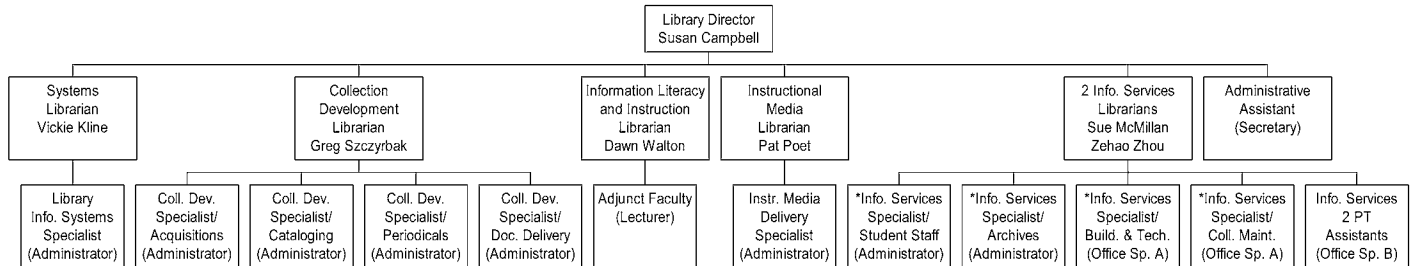 Library Director
Susan Campbell
Systems
Librarian
Vickie Kline
Collection
Development
Librarian
Greg Szczyrbak
Information Literacy
and Instruction
Librarian
Dawn Walton
Instructional
Media
Librarian
Pat Poet
2 Info. Services
Librarians
Sue McMillan
Zehao Zhou
Administrative
Assistant
(Secretary)
Library
Info. Systems
Specialist
(Administrator)
Coll. Dev.
Specialist/
Acquisitions
(Administrator)
Coll. Dev.
Specialist/
Cataloging
(Administrator)
Coll. Dev.
Specialist/
Periodicals
(Administrator)
Coll. Dev.
Specialist/
Doc. Delivery
(Administrator)
Adjunct Faculty
(Lecturer)
Instr. Media
Delivery
Specialist
(Administrator)
*Info. Services
Specialist/
Student Staff
(Administrator)
*Info. Services
Specialist/
Archives
(Administrator)
*Info. Services
Specialist/
Build. & Tech.
(Office Sp. A)
*Info. Services
Specialist/
Coll. Maint.
(Office Sp. A)
Info. Services
2 PT
Assistants
(Office Sp. B)